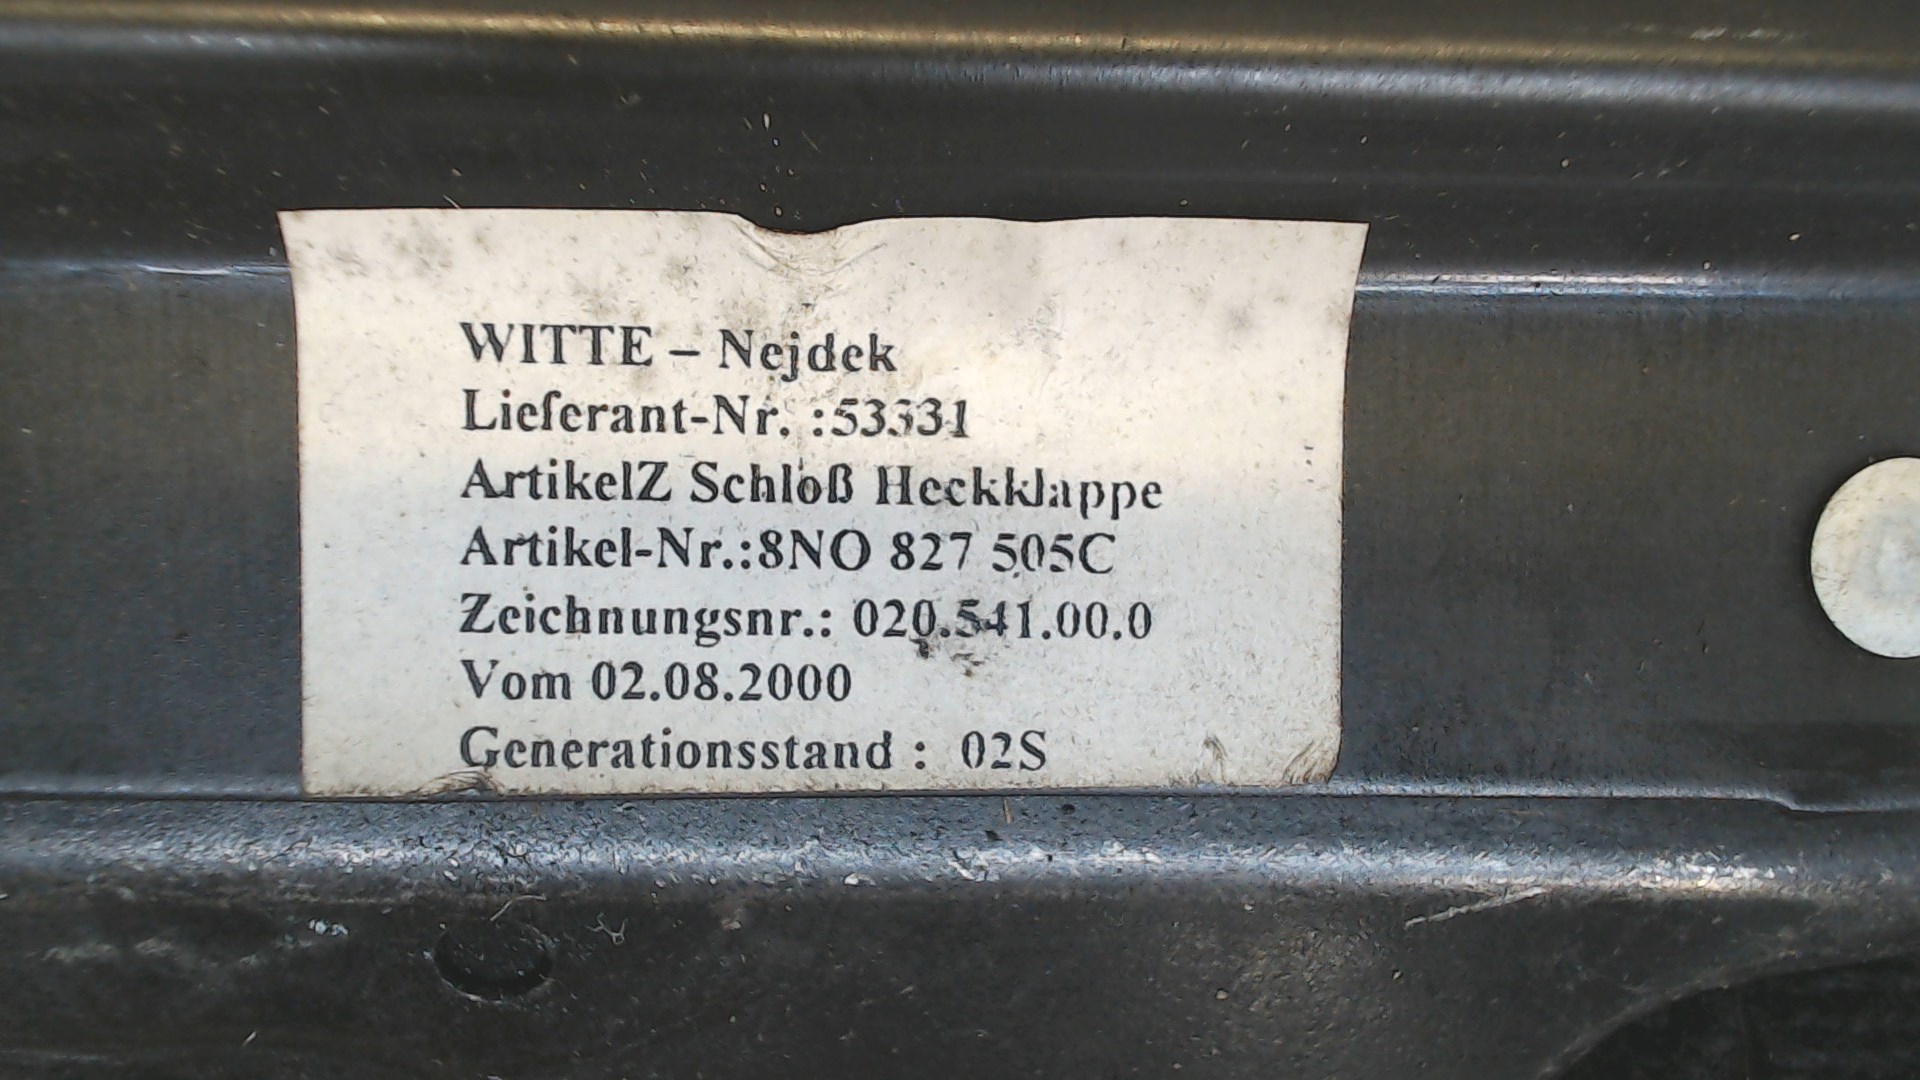 WITTE – Nejdek
Lieferant-Nr. :53531
ArtikelZ Schloß Heckklappe
Artikel-Nr.:8NO 827 505C
Zeichnungsnr.: 020.541.00.0
Vom 02.08.2000
Generationsstand : 02S